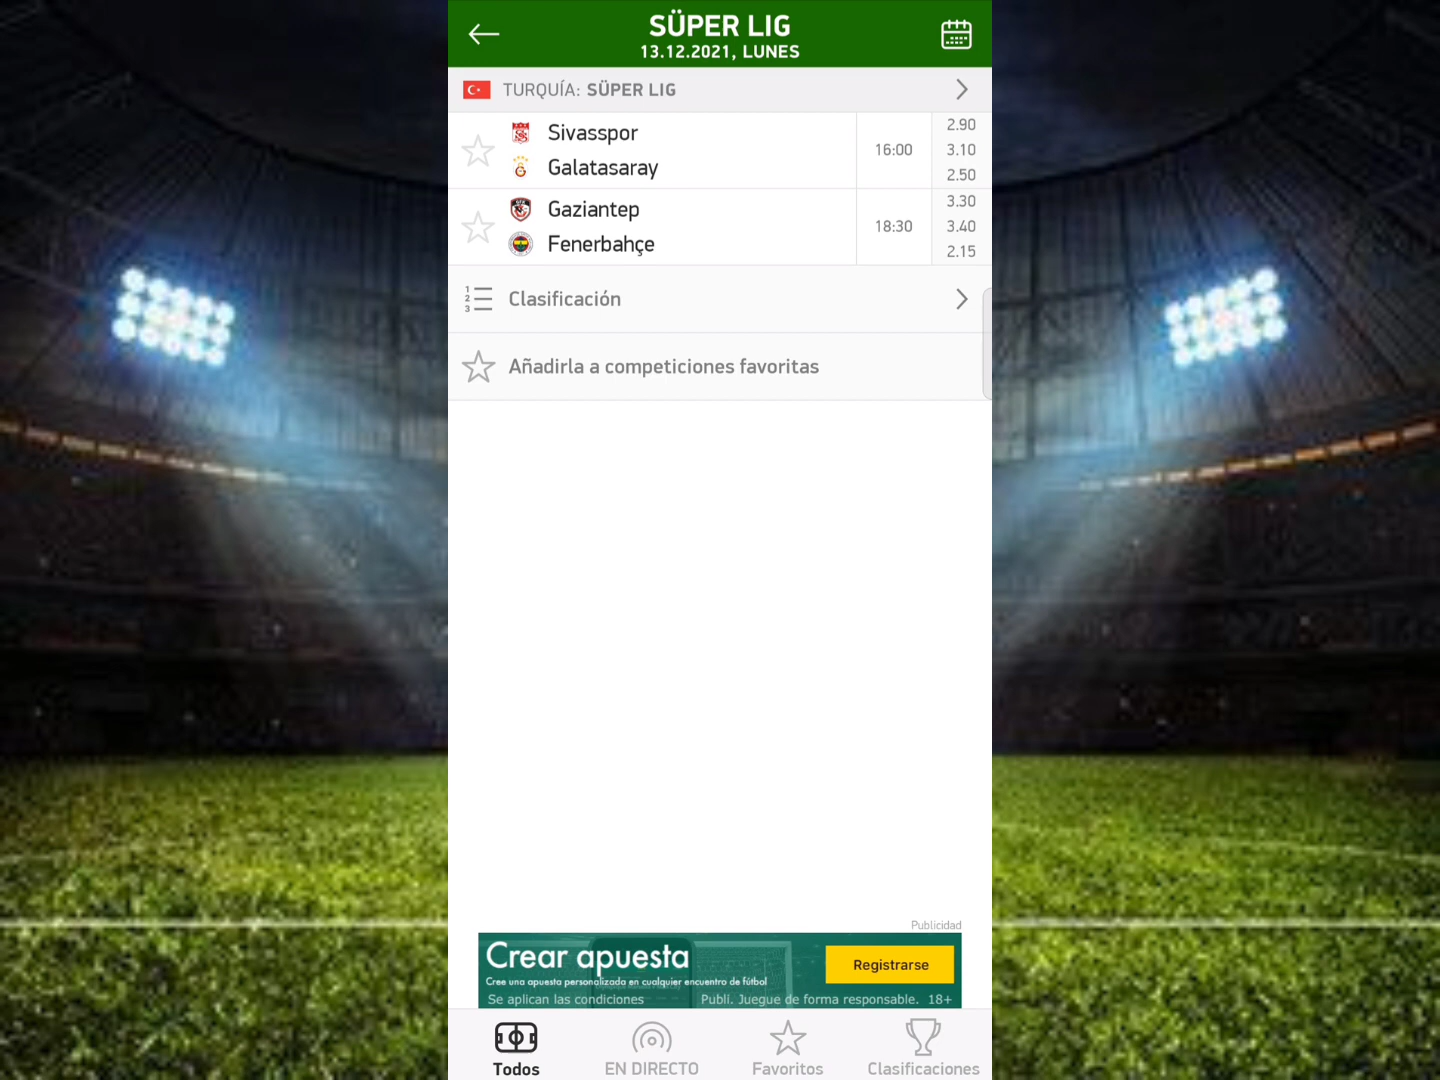 SÜPER LIG
13.12.2021, LUNES
TURQUÍA: SÜPER LIG
Sivasspor
Galatasaray
16:00
2.90
3.10
2.50
Gaziantep
Fenerbahçe
18:30
3.30
3.40
2.15
Clasificación
Añadirla a competiciones favoritas
Publicidad
Crear apuesta
Cree una apuesta personalizada en cualquier encuentro de fútbol
Registrarse
Se aplican las condiciones
Publi. Juegue de forma responsable. 18+
Todos
EN DIRECTO
Favoritos
Clasificaciones